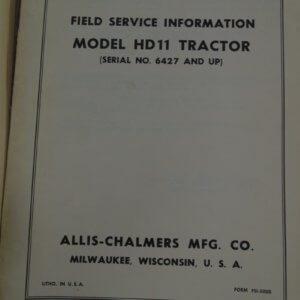 FIELD SERVICE INFORMATION
MODEL HD11 TRACTOR
(SERIAL NO. 6427 AND UP)
ALLIS-CHALMERS MFG. CO.
MILWAUKEE, WISCONSIN, U. S. A.
LITHO. IN U.S.A.
FORM